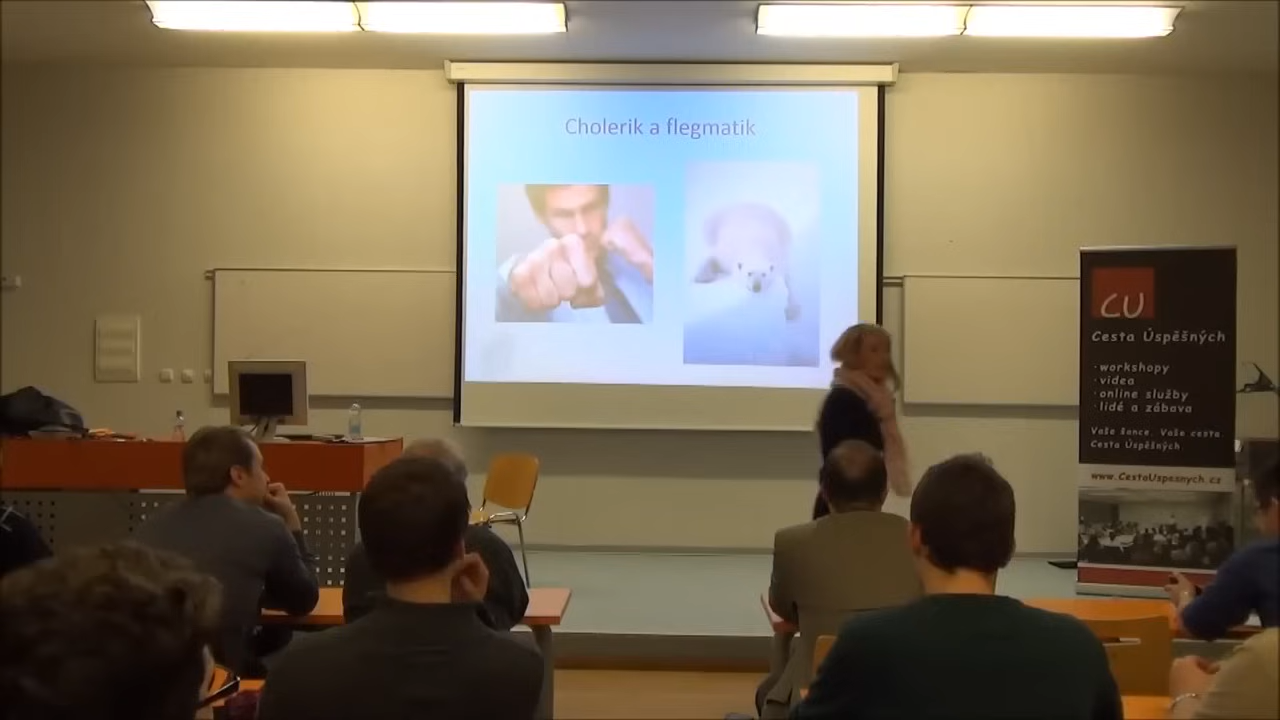 Cholerik a flegmatik
CU
Cesta Úspěšných
· workshopy
· videa
· online služby
· lidé a zábava
Vaše šance. Vaše cesta.
Cesta Úspěšných
www.CestaUspesnych.cz